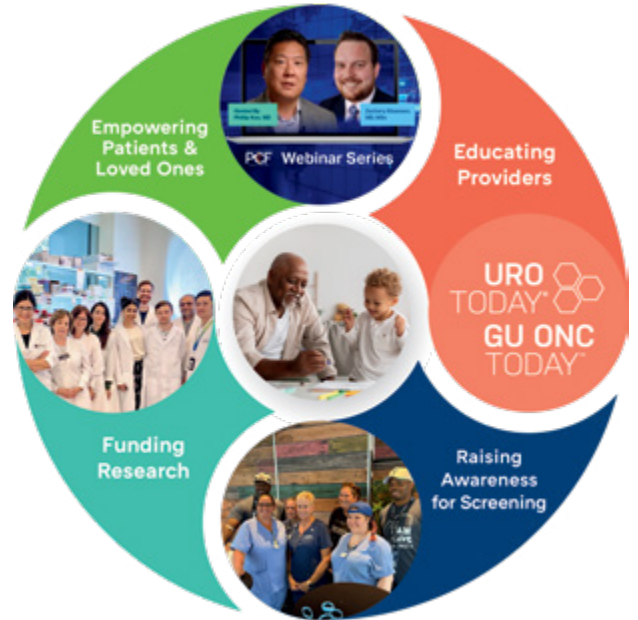 Empowering
Patients &
Loved Ones
PCF Webinar Series
Educating
Providers
URO
TODAY
GU ONC
TODAY™
Funding
Research
Raising
Awareness
for Screening